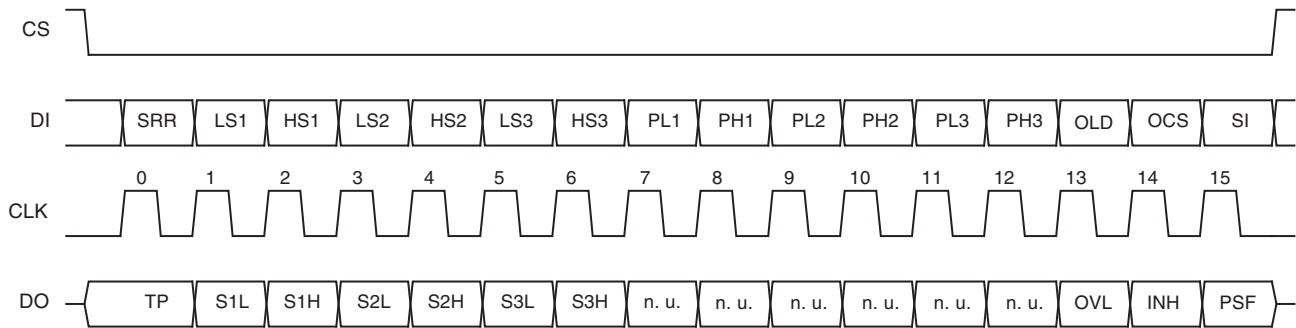 CS
DI SRR LS1 HS1 LS2 HS2 LS3 HS3 PL1 PH1 PL2 PH2 PL3 PH3 OLD OCS SI
0 1 2 3 4 5 6 7 8 9 10 11 12 13 14 15
CLK
DO TP S1L S1H S2L S2H S3L S3H n. u. n. u. n. u. n. u. n. u. n. u. OVL INH PSF